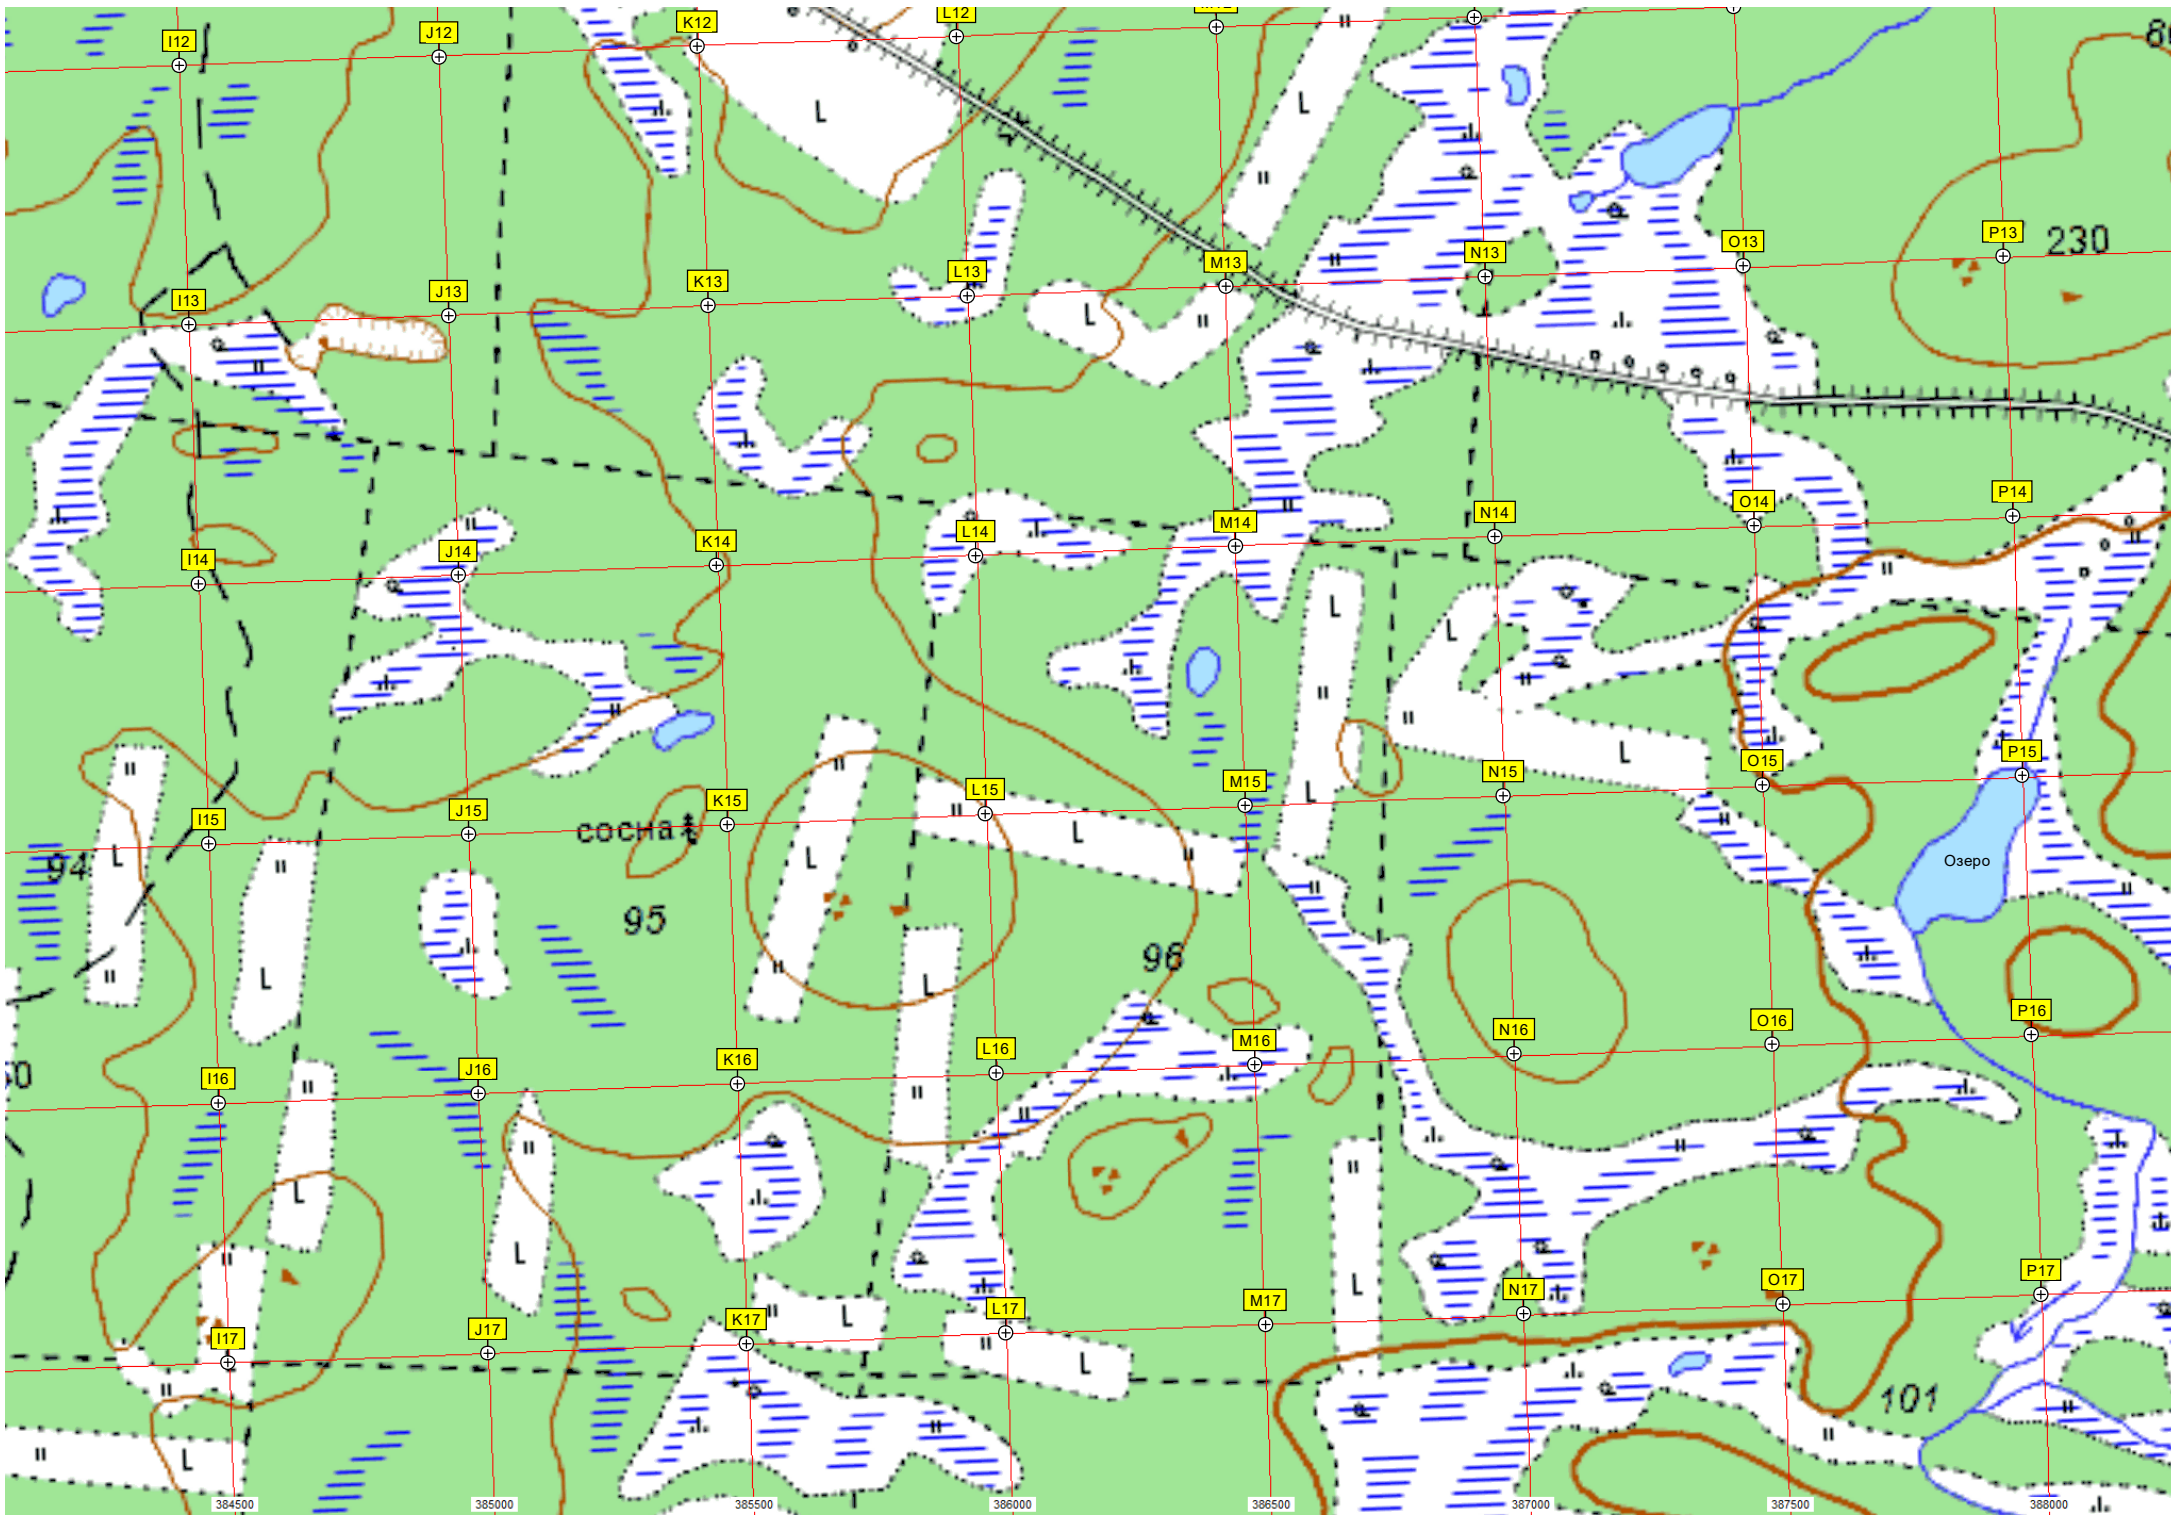 I12 J12 K12 L12
I13 J13 K13 L13 M13 N13 O13 P13
230
I14 J14 K14 L14 M14 N14 O14 P14
I15 J15 K15 L15 M15 N15 O15 P15
сосна
94
Озеро
95
96
I16 J16 K16 L16 M16 N16 O16 P16
I17 J17 K17 L17 M17 N17 O17 P17
101
384500 385000 385500 386000 386500 387000 387500 388000